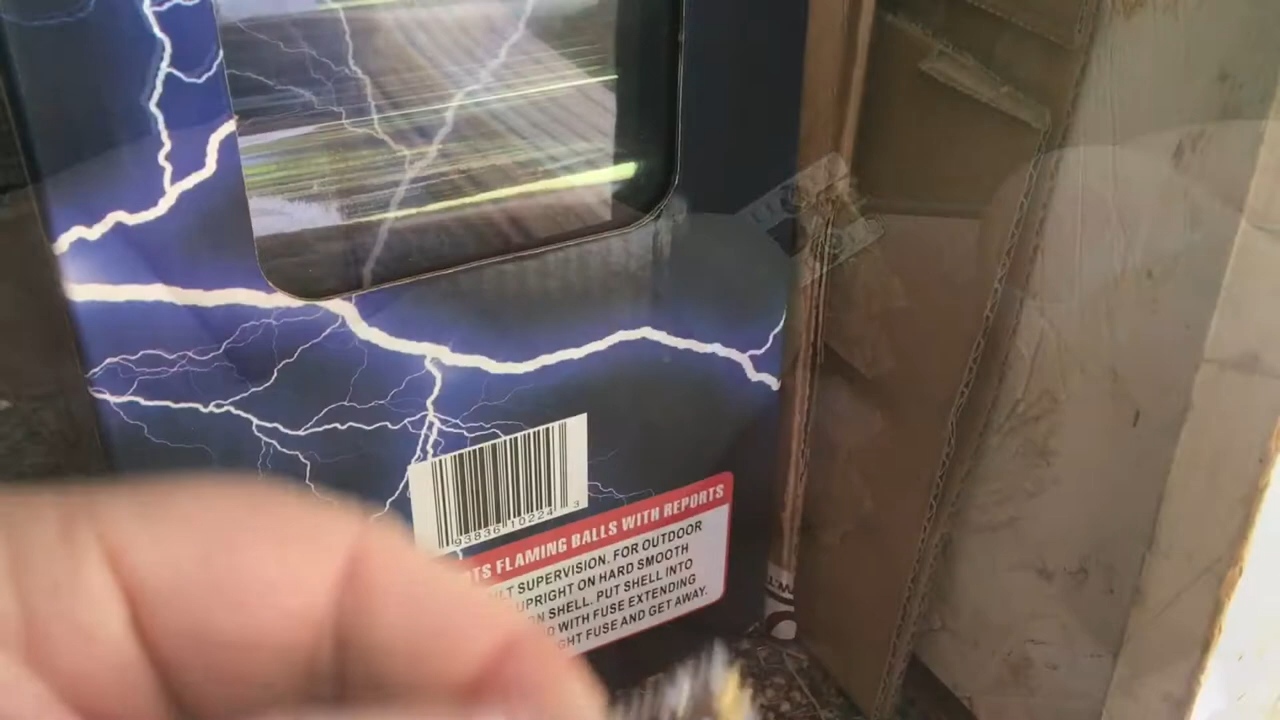 93836 10224 3
TS FLAMING BALLS WITH REPORTS
LT SUPERVISION. FOR OUTDOOR
UPRIGHT ON HARD SMOOTH
N SHELL. PUT SHELL INTO
D WITH FUSE EXTENDING
GHT FUSE AND GET AWAY.